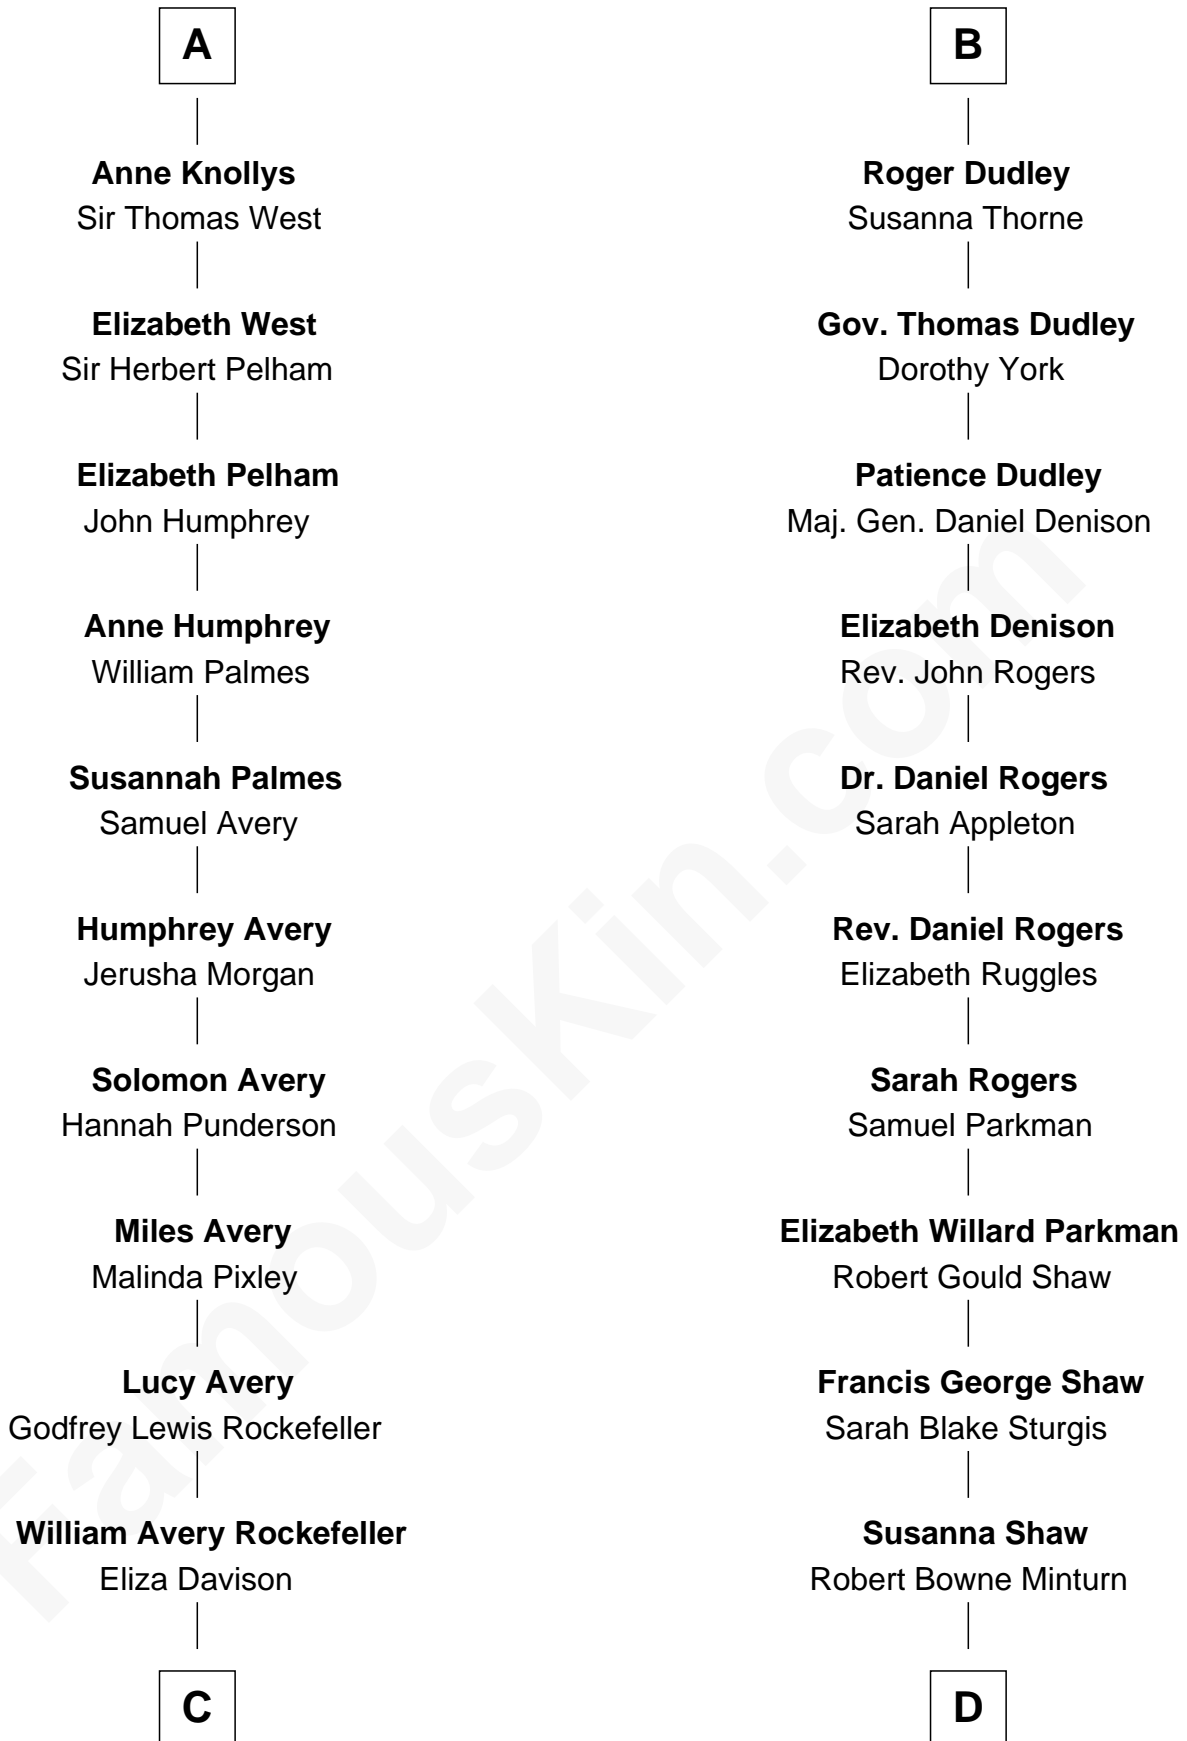 A
Anne Knollys
Sir Thomas West
Elizabeth West
Sir Herbert Pelham
Elizabeth Pelham
John Humphrey
Anne Humphrey
William Palmes
Susannah Palmes
Samuel Avery
Humphrey Avery
Jerusha Morgan
Solomon Avery
Hannah Punderson
Miles Avery
Malinda Pixley
Lucy Avery
Godfrey Lewis Rockefeller
William Avery Rockefeller
Eliza Davison
C
B
Roger Dudley
Susanna Thorne
Gov. Thomas Dudley
Dorothy York
Patience Dudley
Maj. Gen. Daniel Denison
Elizabeth Denison
Rev. John Rogers
Dr. Daniel Rogers
Sarah Appleton
Rev. Daniel Rogers
Elizabeth Ruggles
Sarah Rogers
Samuel Parkman
Elizabeth Willard Parkman
Robert Gould Shaw
Francis George Shaw
Sarah Blake Sturgis
Susanna Shaw
Robert Bowne Minturn
D
FamousKin.com